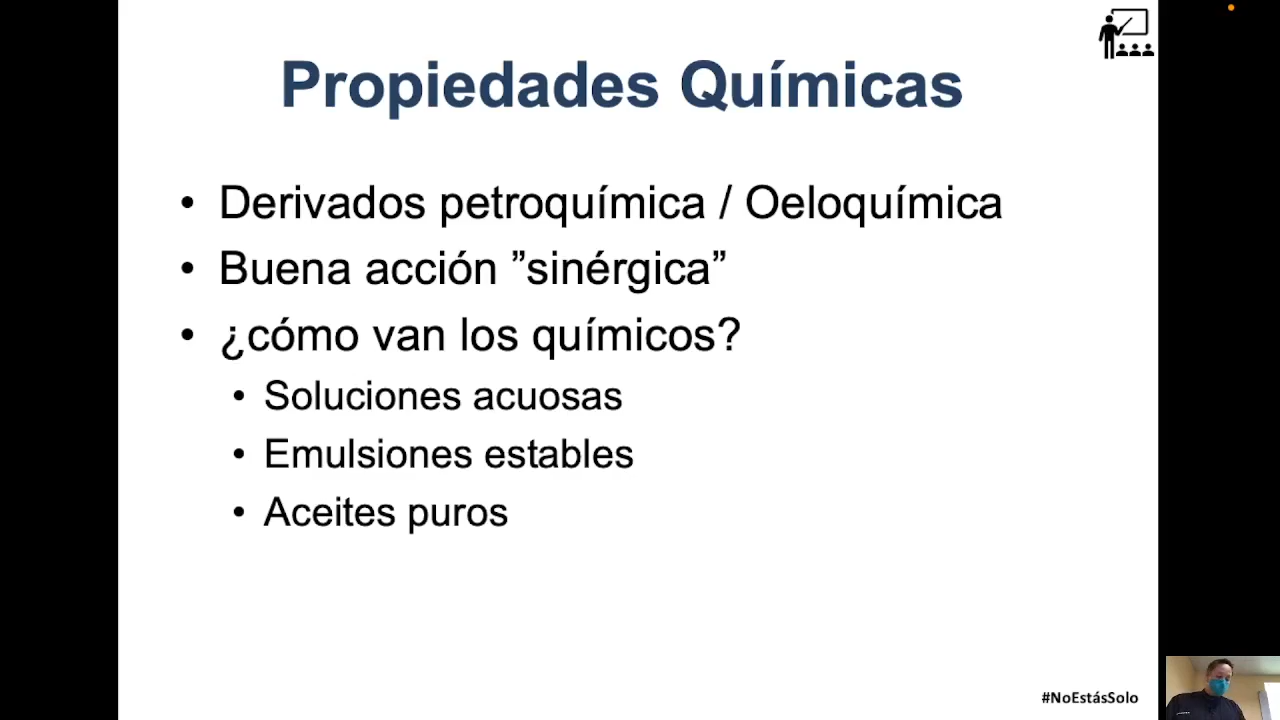 Propiedades Químicas
• Derivados petroquímica / Oeloquímica
• Buena acción ”sinérgica”
• ¿cómo van los químicos?
• Soluciones acuosas
• Emulsiones estables
• Aceites puros
#NoEstásSolo